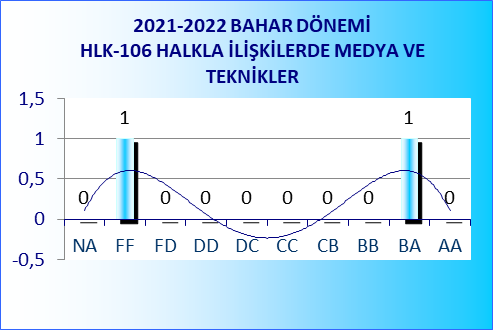 2021-2022 BAHAR DÖNEMİ
HLK-106 HALKLA İLİŞKİLERDE MEDYA VE
TEKNİKLER
1,5
1
0,5
0
-0,5
0 1 0 0 0 0 0 0 1 0
NA FF FD DD DC CC CB BB BA AA